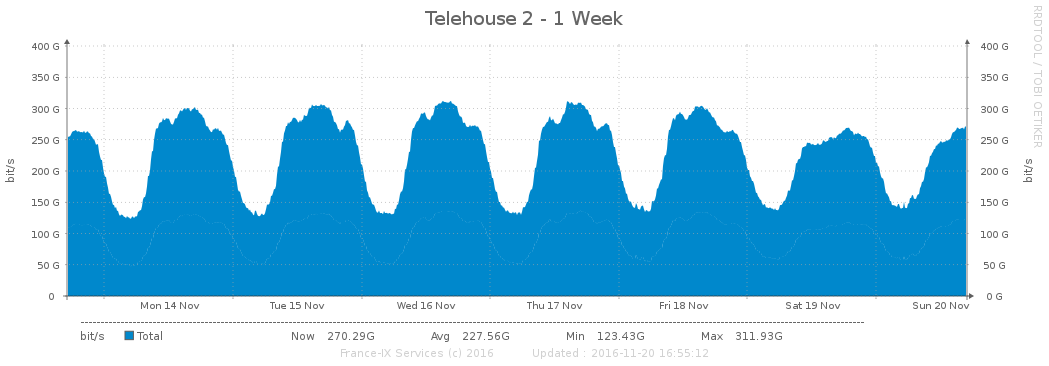 Telehouse 2 - 1 Week
RRDTOOL / TOBI OETIKER
400 G 400 G
350 G 350 G
300 G 300 G
250 G 250 G
200 G 200 G
150 G 150 G
100 G 100 G
50 G 50 G
0 0 G
bit/s
bit/s
Mon 14 Nov Tue 15 Nov Wed 16 Nov Thu 17 Nov Fri 18 Nov Sat 19 Nov Sun 20 Nov
bit/s Total Now 270.29G Avg 227.56G Min 123.43G Max 311.93G
France-IX Services (c) 2016 Updated : 2016-11-20 16:55:12